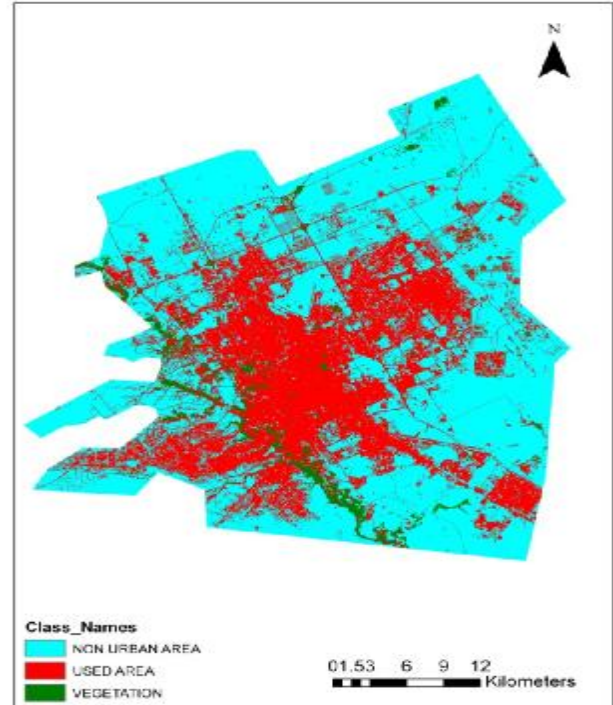 N
Class_Names
NON URBAN AREA
USED AREA
VEGETATION
01.53 6 9 12
Kilometers